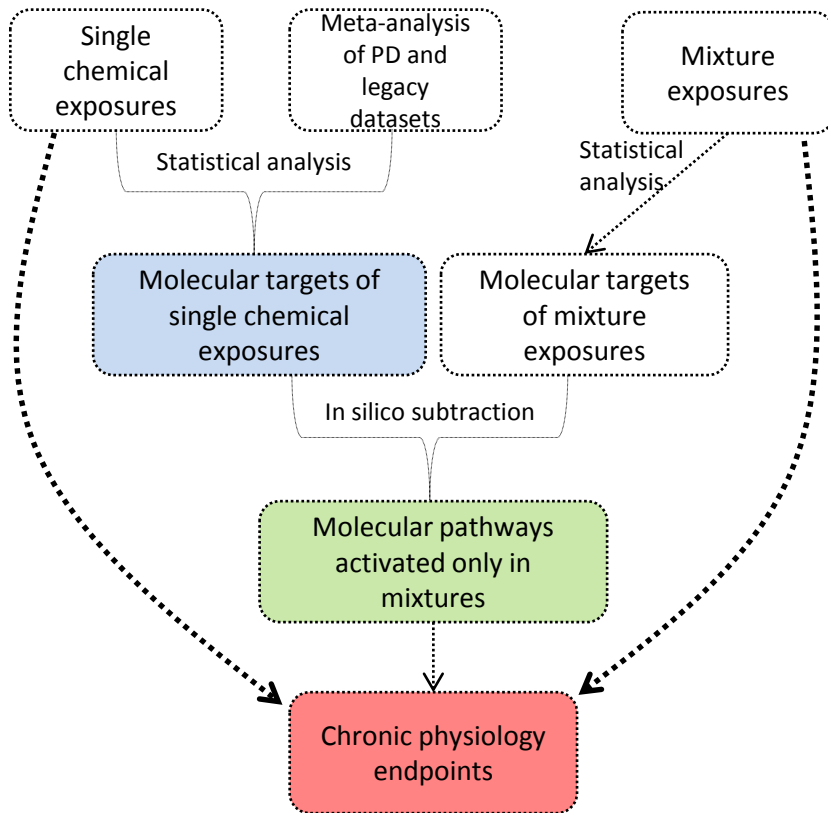 Single
chemical
exposures
Meta-analysis
of PD and
legacy
datasets
Mixture
exposures
Statistical analysis
Statistical
analysis
Molecular targets of
single chemical
exposures
Molecular targets
of mixture
exposures
In silico subtraction
Molecular pathways
activated only in
mixtures
Chronic physiology
endpoints